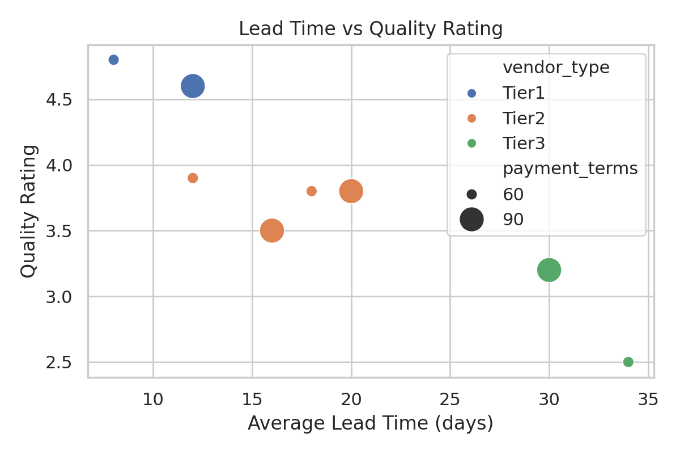 Lead Time vs Quality Rating
vendor_type
Tier1
Tier2
Tier3
payment_terms
60
90
4.5
4.0
3.5
3.0
2.5
Quality Rating
10
15
20
25
30
35
Average Lead Time (days)